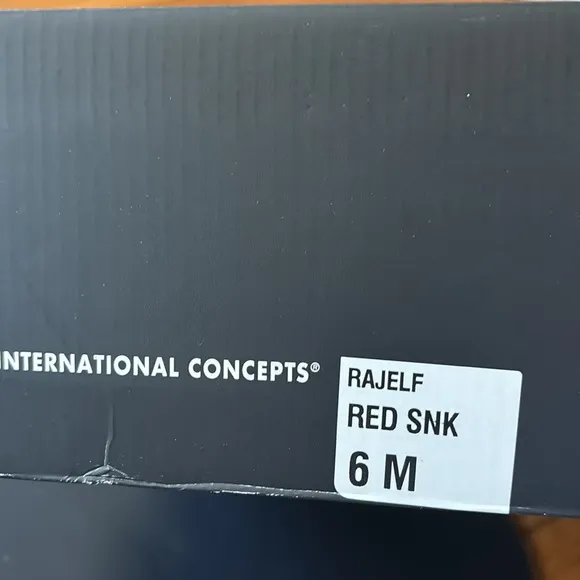 INTERNATIONAL CONCEPTS®
RAJELF
RED SNK
6 M